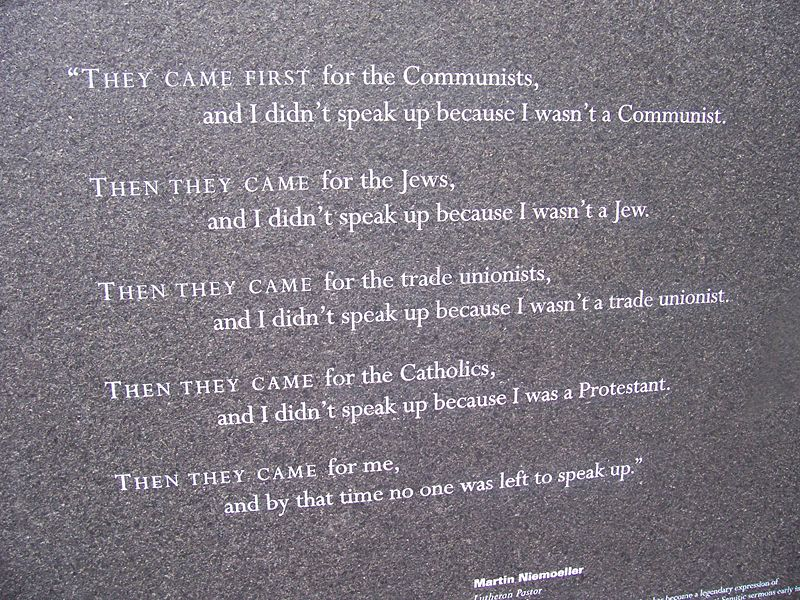 “THEY CAME FIRST for the Communists,
and I didn’t speak up because I wasn’t a Communist.
THEN THEY CAME for the Jews,
and I didn’t speak up because I wasn’t a Jew.
THEN THEY CAME for the trade unionists,
and I didn’t speak up because I wasn’t a trade unionist.
THEN THEY CAME for the Catholics,
and I didn’t speak up because I was a Protestant.
THEN THEY CAME for me,
and by that time no one was left to speak up.”
Martin Niemoeller
Lutheran Pastor
become a legendary expression of
sermons early